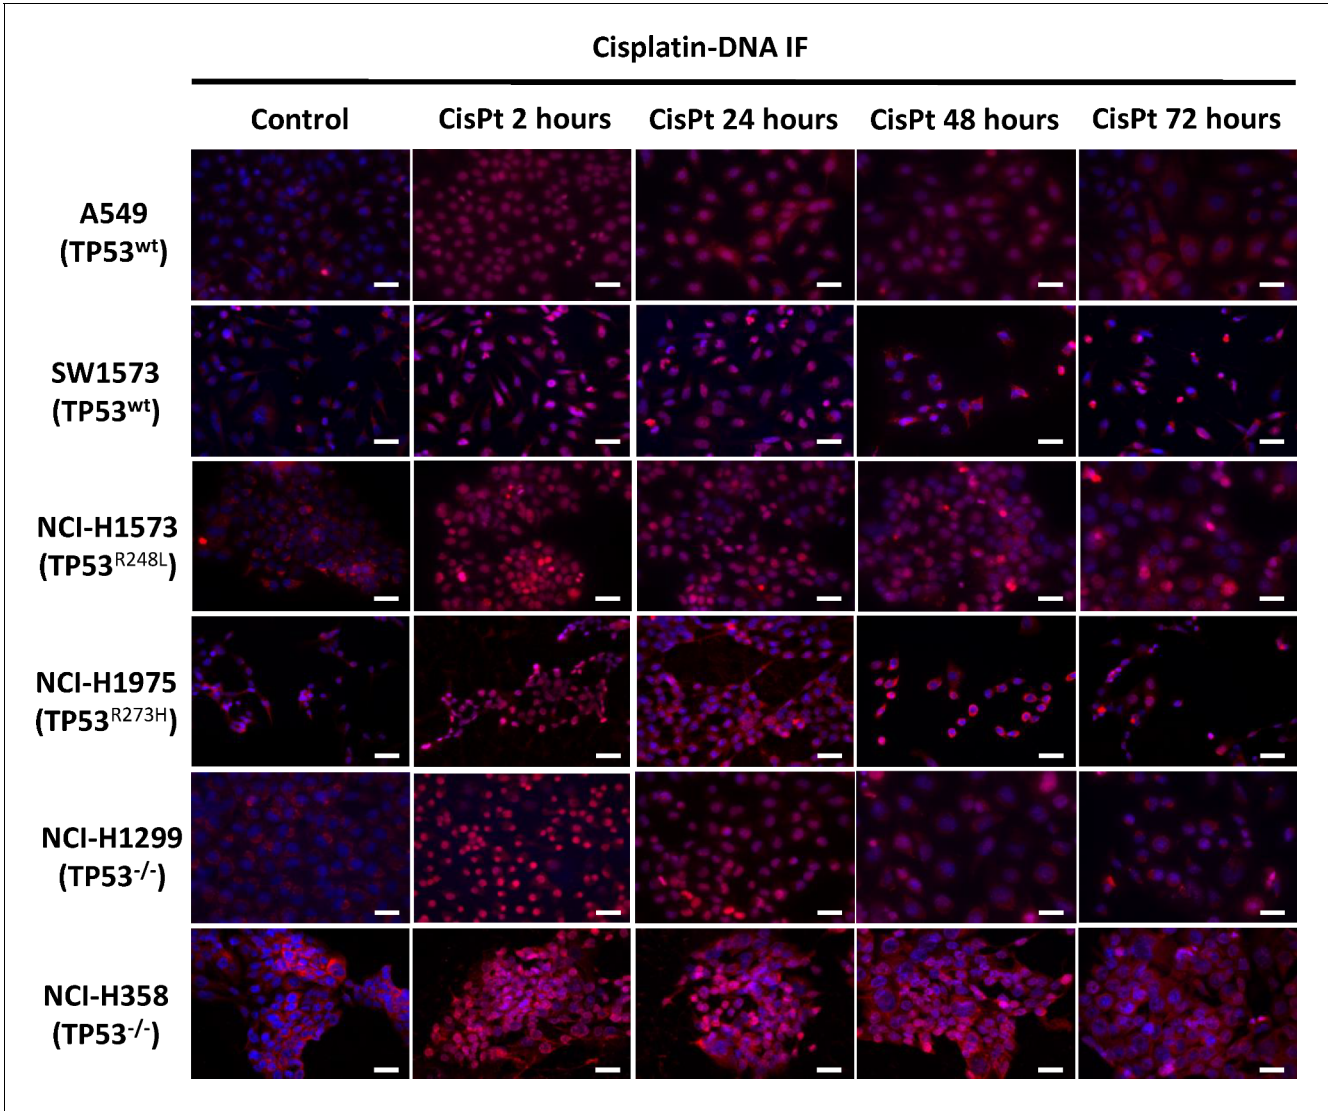 Cisplatin-DNA IF
Control CisPt 2 hours CisPt 24 hours CisPt 48 hours CisPt 72 hours
A549
(TP53wt)
SW1573
(TP53wt)
NCI-H1573
(TP53R248L)
NCI-H1975
(TP53R273H)
NCI-H1299
(TP53-/-)
NCI-H358
(TP53-/-)